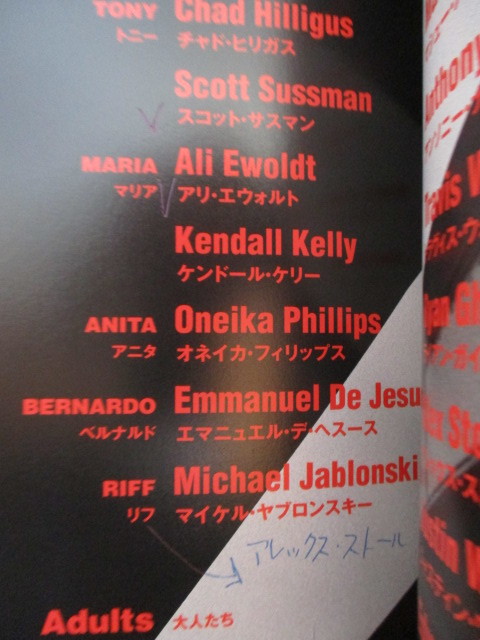 TONY Chad Hilligus
トニー チャド・ヒリガス
Scott Sussman
スコット・サスマン
MARIA Ali Ewoldt
マリア アリ・エウォルト
Kendall Kelly
ケンドール・ケリー
ANITA Oneika Phillips
アニタ オネイカ・フィリップス
BERNARDO Emmanuel De Jesu
ベルナルド エマニュエル・デ・ヘスース
RIFF Michael Jablonski
リフ マイケル・ヤブロンスキー
アレックス・ストール
Adults 大人たち
Anthony